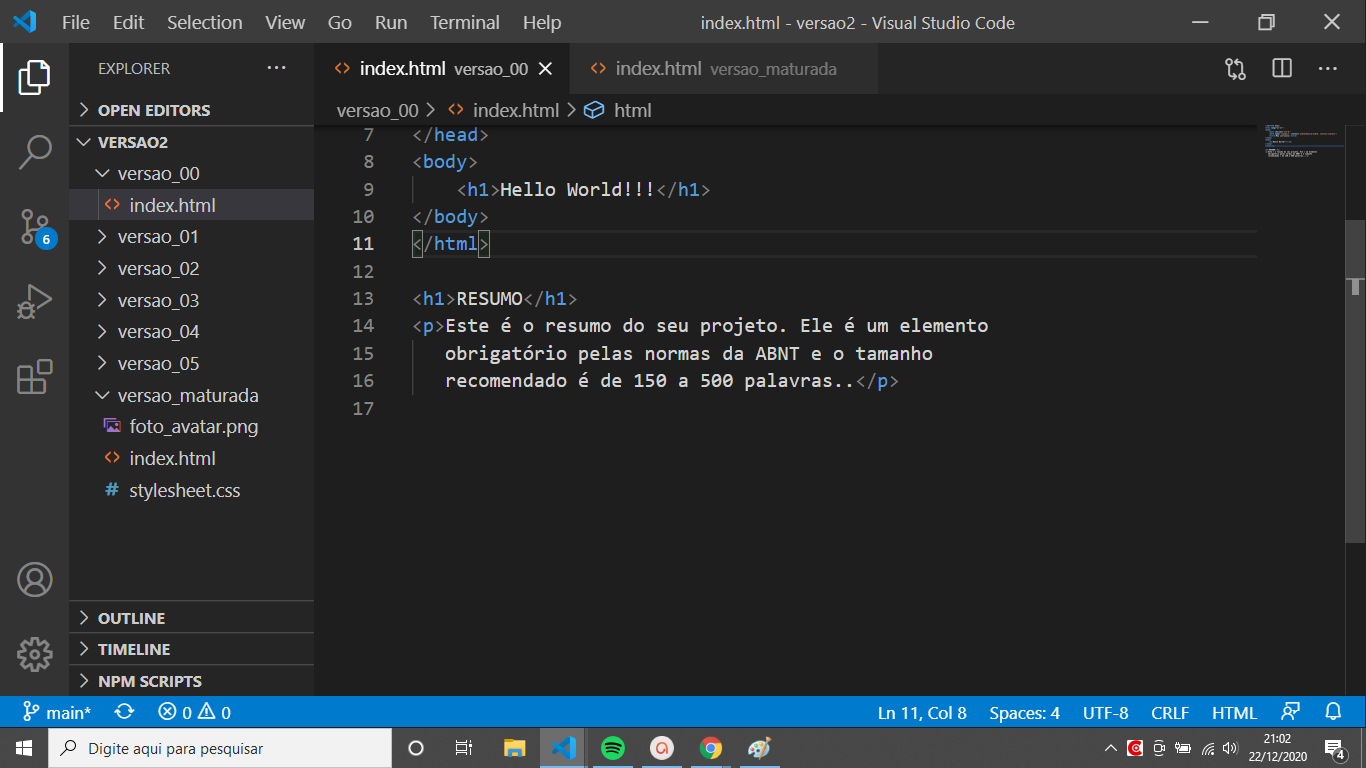 File Edit Selection View Go Run Terminal Help index.html - versao2 - Visual Studio Code
EXPLORER
index.html versao_00
index.html versao_maturada
OPEN EDITORS
versao_00 index.html html
VERSAO2
versao_00
index.html
versao_01
versao_02
versao_03
versao_04
versao_05
versao_maturada
foto_avatar.png
index.html
# stylesheet.css
6
OUTLINE
TIMELINE
NPM SCRIPTS
7 </head>
8 <body>
9 <h1>Hello World!!!</h1>
10 </body>
11 </html>
12
13 <h1>RESUMO</h1>
14 <p>Este é o resumo do seu projeto. Ele é um elemento
15 obrigatório pelas normas da ABNT e o tamanho
16 recomendado é de 150 a 500 palavras..</p>
17
main* 0 0 Ln 11, Col 8 Spaces: 4 UTF-8 CRLF HTML
Digite aqui para pesquisar
21:02
22/12/2020
4